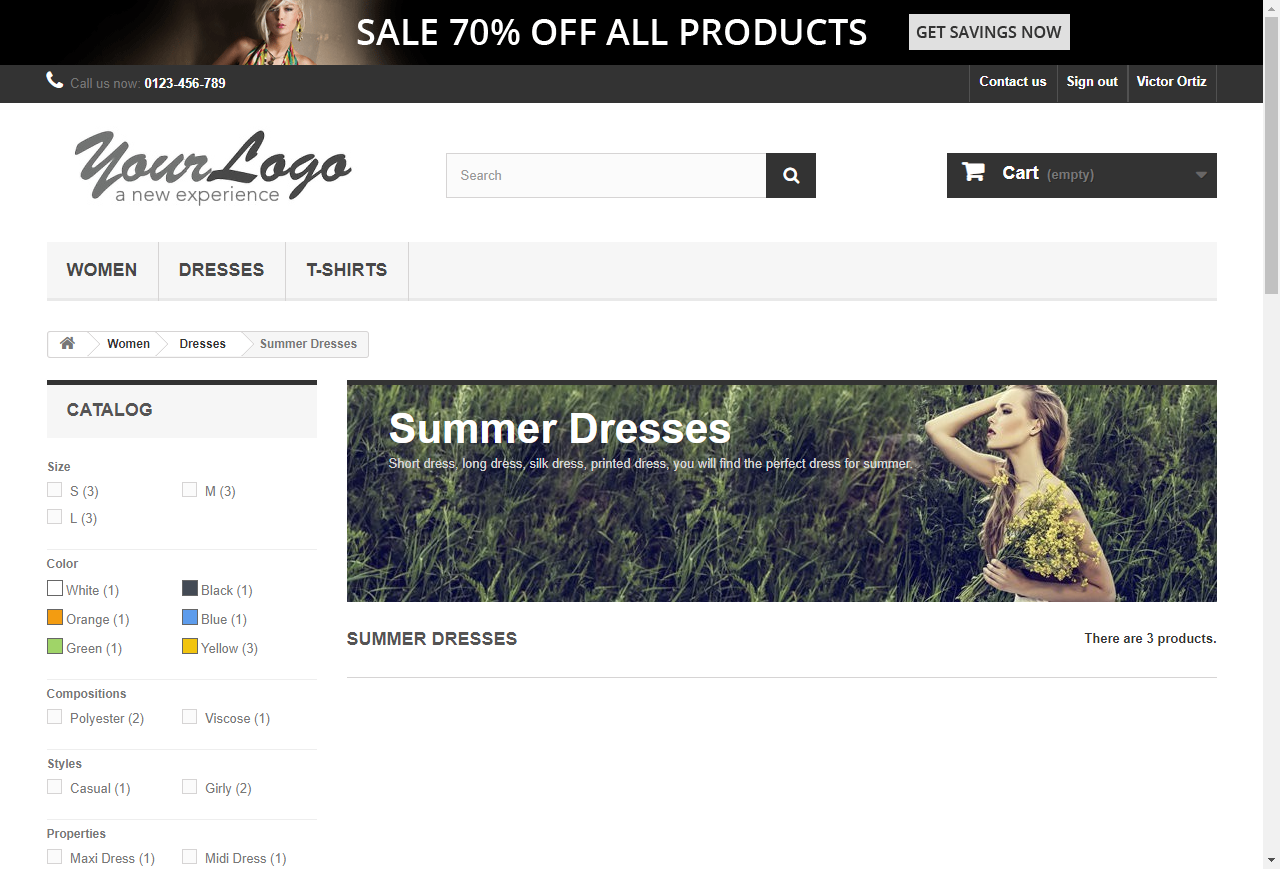 SALE 70% OFF ALL PRODUCTS
GET SAVINGS NOW
Call us now: 0123-456-789
Contact us
Sign out
Victor Ortiz
YourLogo
a new experience
Search
Cart (empty)
WOMEN
DRESSES
T-SHIRTS
Women
Dresses
Summer Dresses
CATALOG
Size
S (3)
M (3)
L (3)
Color
White (1)
Black (1)
Orange (1)
Blue (1)
Green (1)
Yellow (3)
Compositions
Polyester (2)
Viscose (1)
Styles
Casual (1)
Girly (2)
Properties
Maxi Dress (1)
Midi Dress (1)
Summer Dresses
Short dress, long dress, silk dress, printed dress, you will find the perfect dress for summer.
SUMMER DRESSES
There are 3 products.